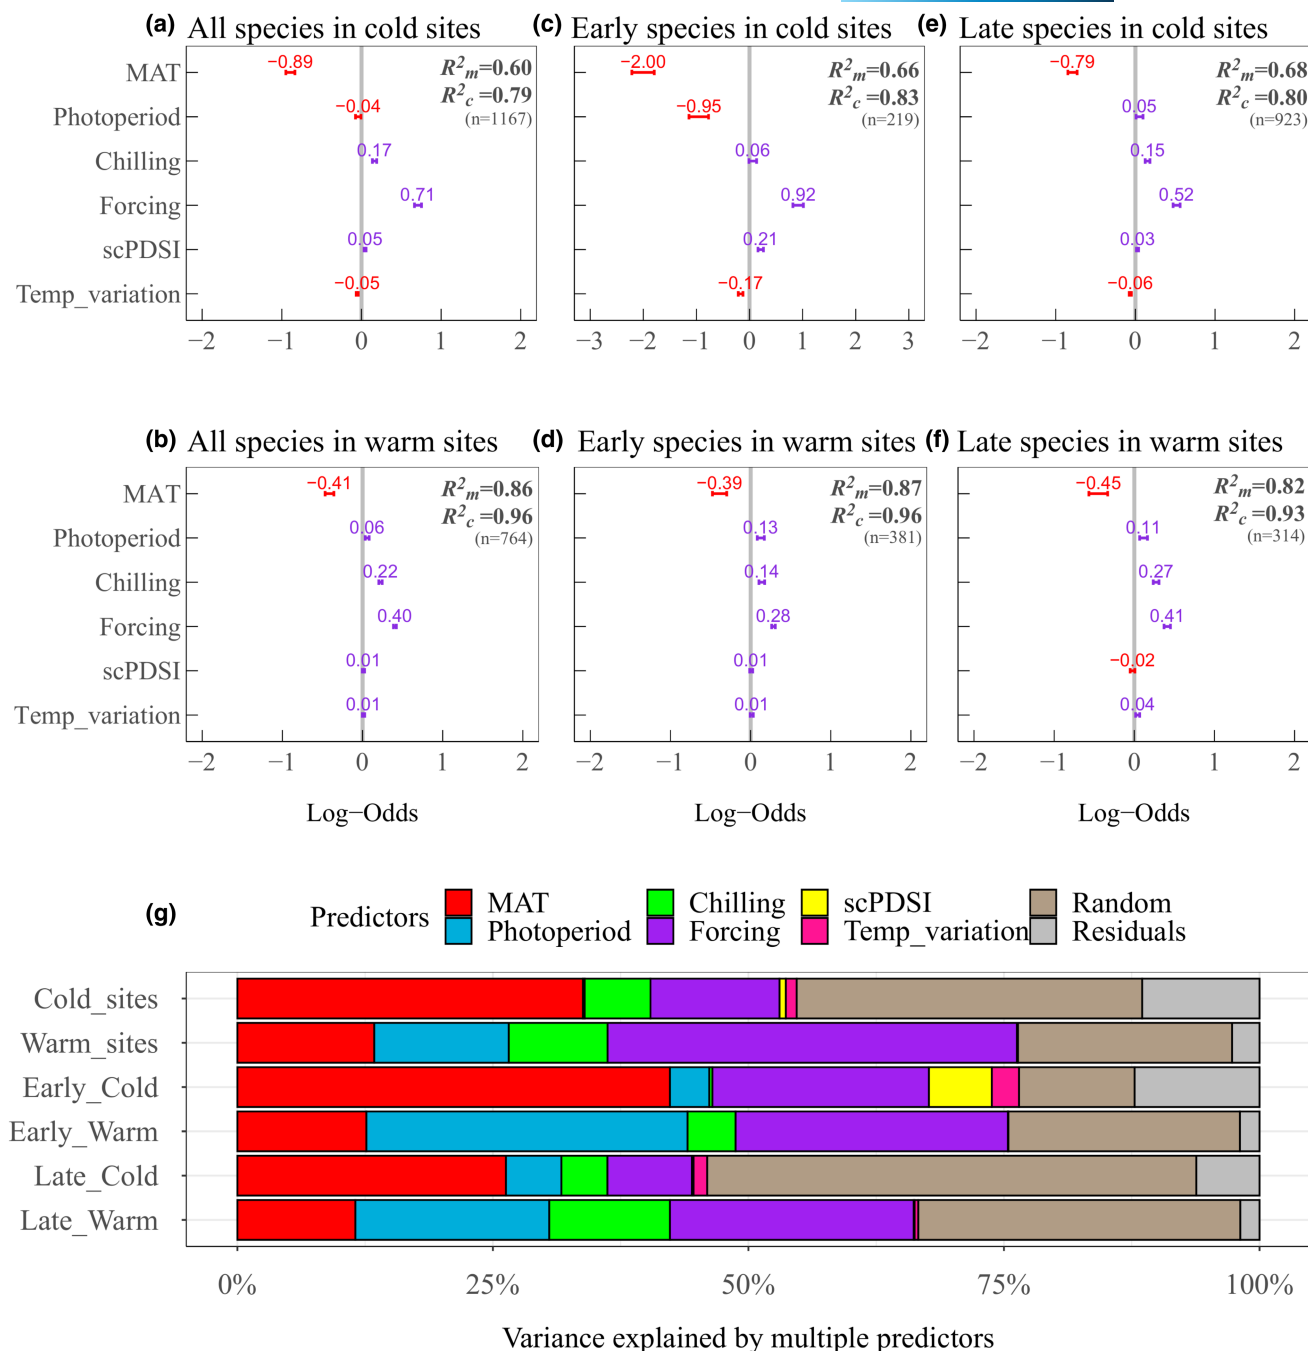 (a) All species in cold sites
MAT
Photoperiod
Chilling
Forcing
scPDSI
Temp_variation
−0.89
−0.04
0.17
0.71
0.05
−0.05
R²m=0.60
R²c=0.79
(n=1167)
−2 −1 0 1 2
(c) Early species in cold sites
−2.00
−0.95
0.06
0.92
0.21
−0.17
R²m=0.66
R²c=0.83
(n=219)
−3 −2 −1 0 1 2 3
(e) Late species in cold sites
−0.79
0.05
0.15
0.52
0.03
−0.06
R²m=0.68
R²c=0.80
(n=923)
−2 −1 0 1 2
(b) All species in warm sites
MAT
Photoperiod
Chilling
Forcing
scPDSI
Temp_variation
−0.41
0.06
0.22
0.40
0.01
0.01
R²m=0.86
R²c=0.96
(n=764)
−2 −1 0 1 2
Log−Odds
(d) Early species in warm sites
−0.39
0.13
0.14
0.28
0.01
0.01
R²m=0.87
R²c=0.96
(n=381)
−2 −1 0 1 2
Log−Odds
(f) Late species in warm sites
−0.45
0.11
0.27
0.41
−0.02
0.04
R²m=0.82
R²c=0.93
(n=314)
−2 −1 0 1 2
Log−Odds
(g)
Predictors
MAT Chilling scPDSI Random
Photoperiod Forcing Temp_variation Residuals
Cold_sites
Warm_sites
Early_Cold
Early_Warm
Late_Cold
Late_Warm
0% 25% 50% 75% 100%
Variance explained by multiple predictors